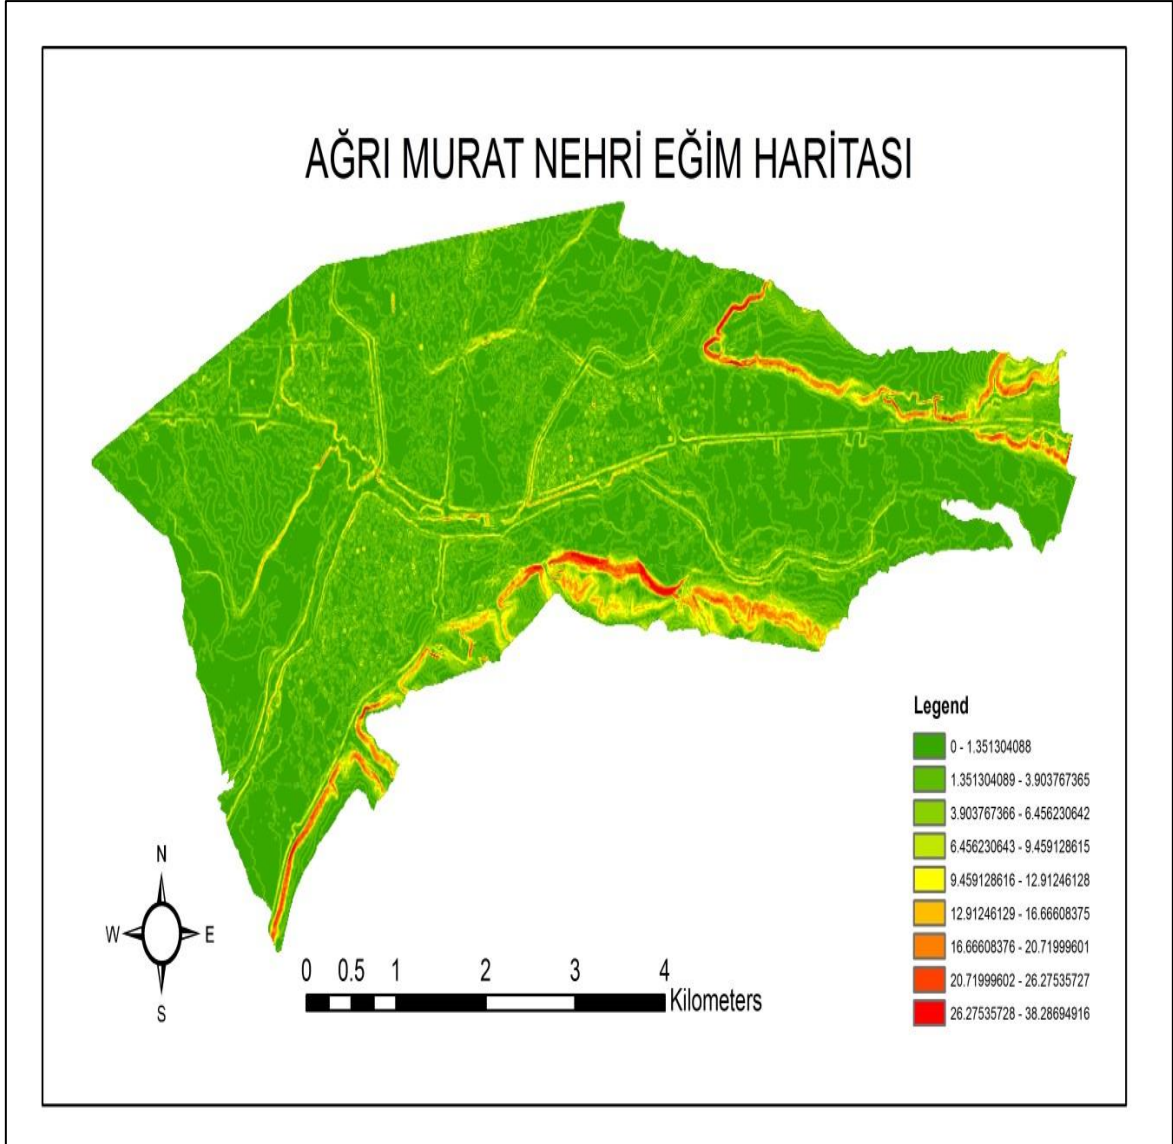 AĞRI MURAT NEHRİ EĞİM HARİTASI
Legend
0 - 1.351304088
1.351304089 - 3.903767365
3.903767366 - 6.456230642
6.456230643 - 9.459128615
9.459128616 - 12.91246128
12.91246129 - 16.66608375
16.66608376 - 20.71999601
20.71999602 - 26.27535727
26.27535728 - 38.28694916
N
W E
S
0 0.5 1 2 3 4
Kilometers